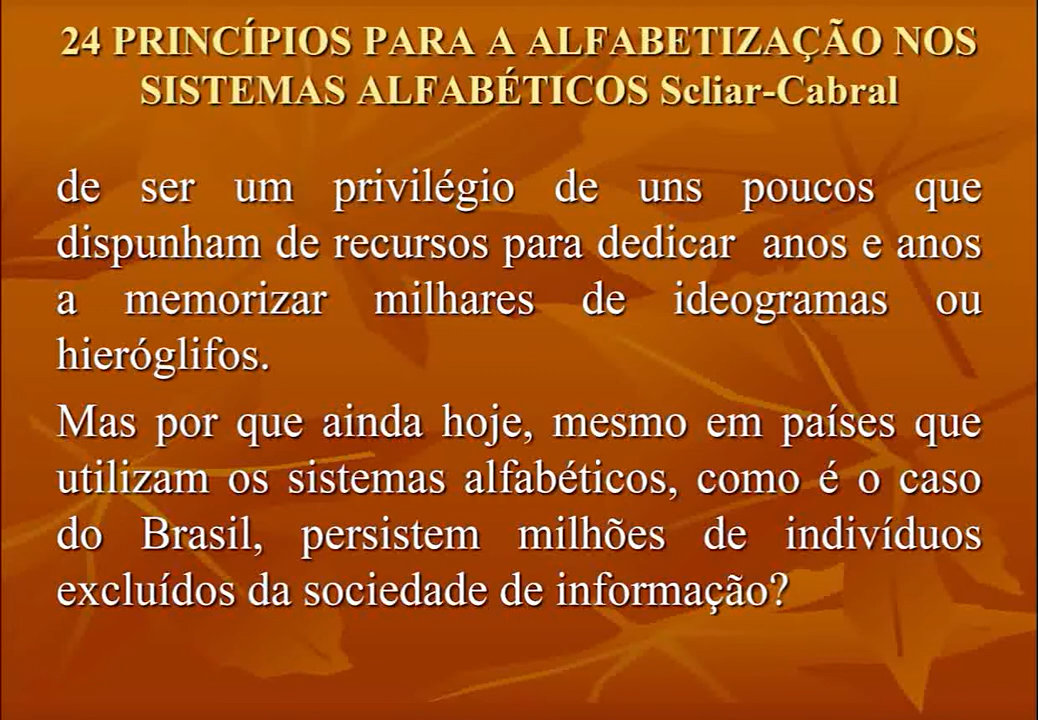 24 PRINCÍPIOS PARA A ALFABETIZAÇÃO NOS
SISTEMAS ALFABÉTICOS Scliar-Cabral
de ser um privilégio de uns poucos que
dispunham de recursos para dedicar anos e anos
a memorizar milhares de ideogramas ou
hieróglifos.
Mas por que ainda hoje, mesmo em países que
utilizam os sistemas alfabéticos, como é o caso
do Brasil, persistem milhões de indivíduos
excluídos da sociedade de informação?